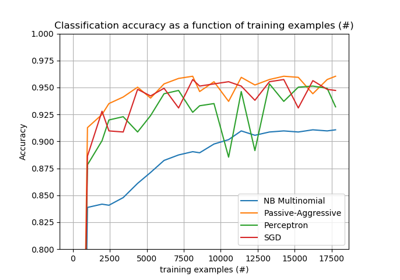 Classification accuracy as a function of training examples (#)
1.000
0.975
0.950
0.925
0.900
0.875
0.850
0.825
0.800
Accuracy
NB Multinomial
Passive-Aggressive
Perceptron
SGD
0 2500 5000 7500 10000 12500 15000 17500
training examples (#)